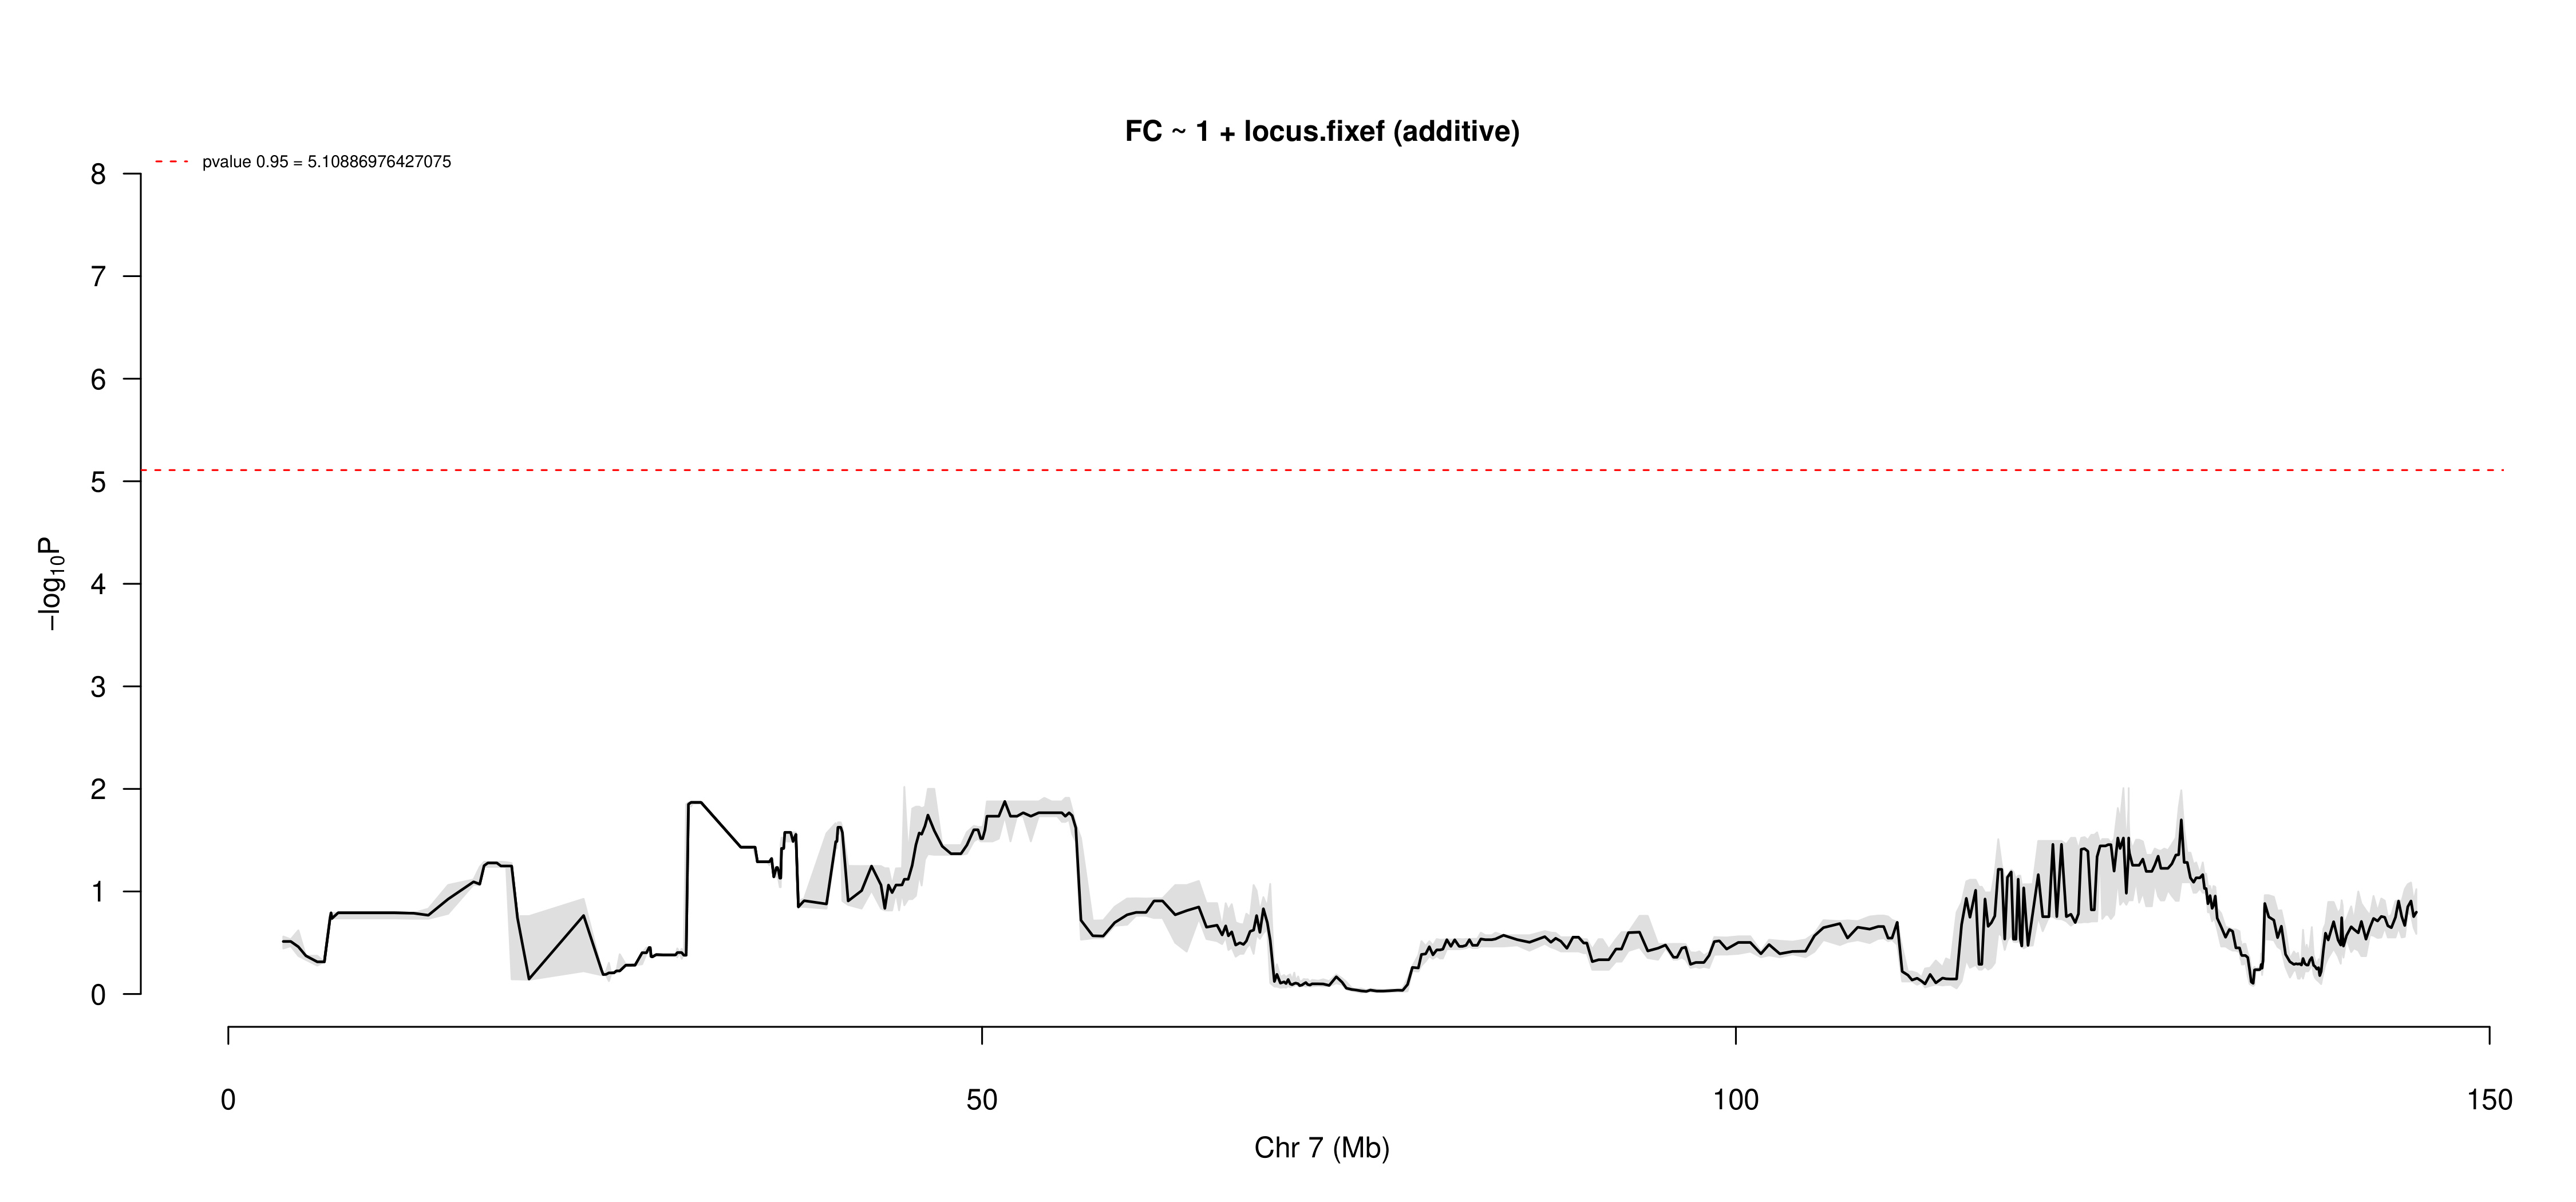 FC ~ 1 + locus.fixef (additive)
pvalue 0.95 = 5.10886976427075
8
7
6
5
4
3
2
1
0
−log₁₀P
0 50 100 150
Chr 7 (Mb)